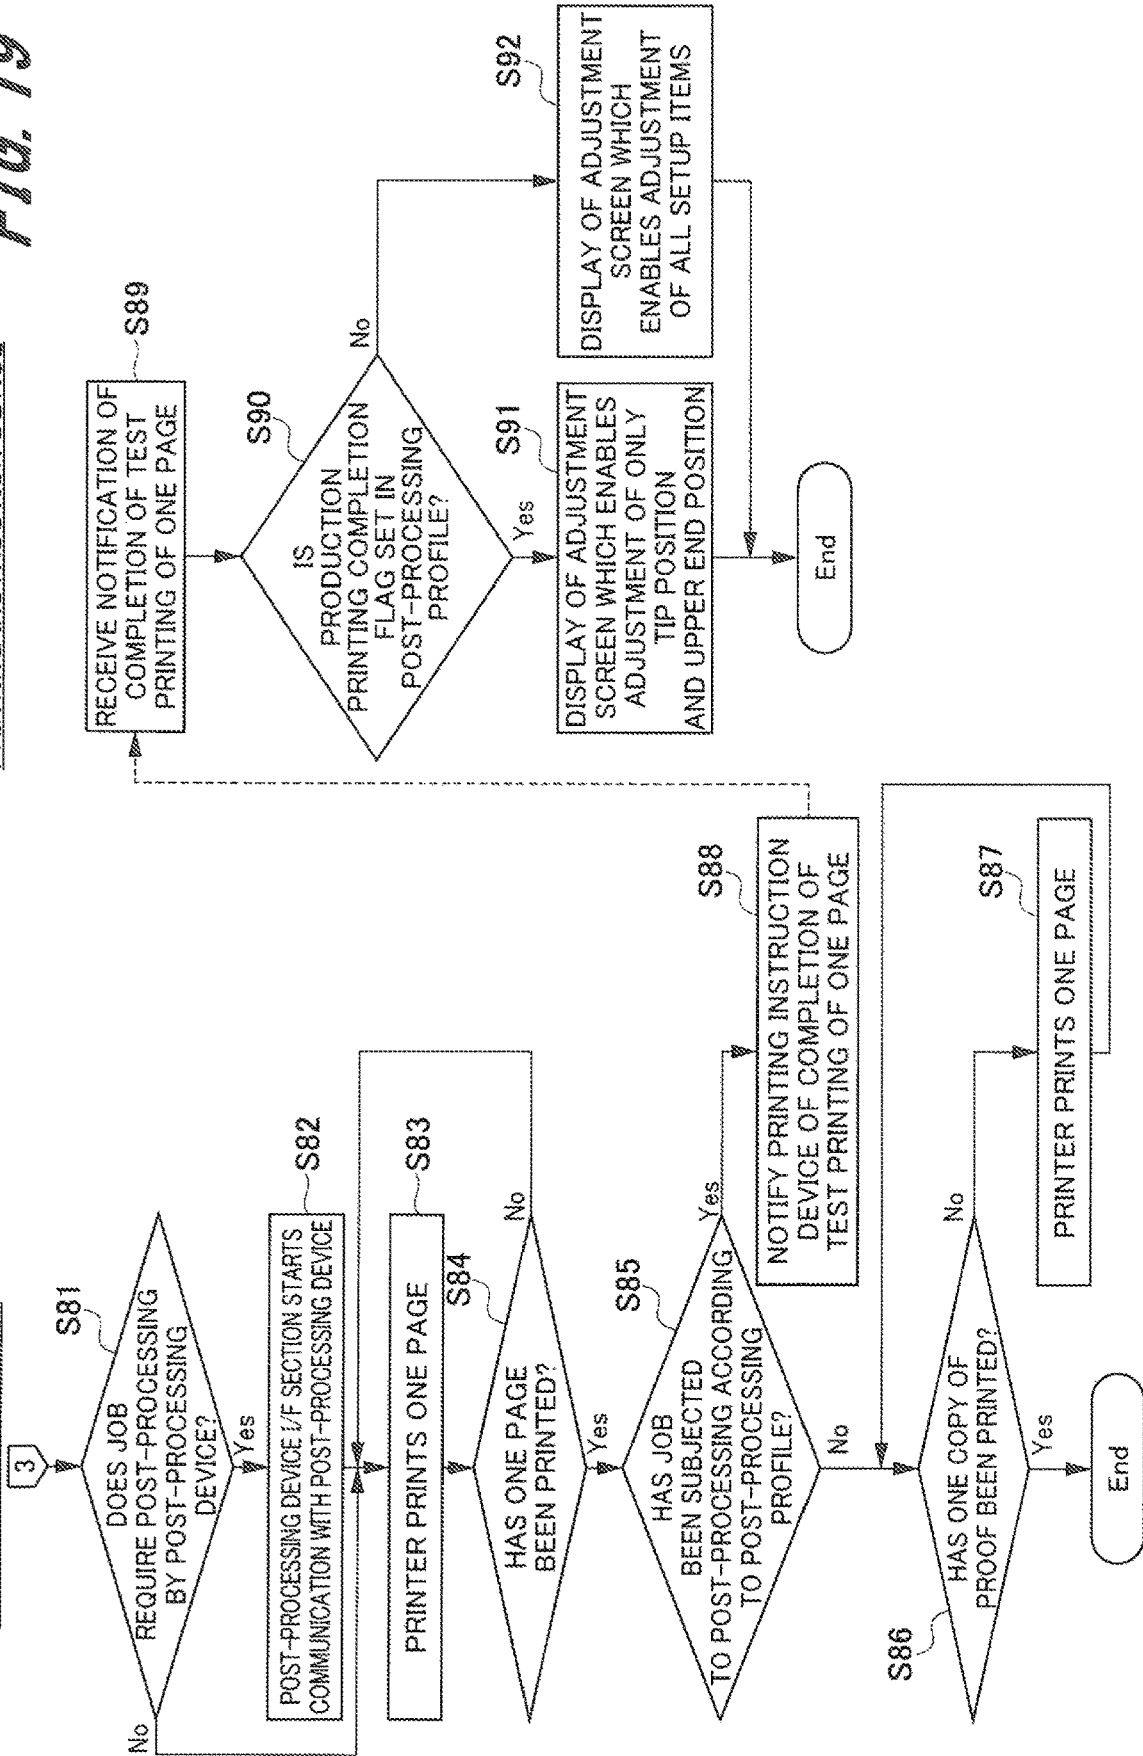 FIG. 19
3
DOES JOB
REQUIRE POST-PROCESSING
BY POST-PROCESSING
DEVICE?
S81
No
Yes
POST-PROCESSING DEVICE I/F SECTION STARTS
COMMUNICATION WITH POST-PROCESSING DEVICE
S82
PRINTER PRINTS ONE PAGE
S83
HAS ONE PAGE
BEEN PRINTED?
S84
No
Yes
HAS JOB
BEEN SUBJECTED
TO POST-PROCESSING ACCORDING
TO POST-PROCESSING
PROFILE?
S85
Yes
No
NOTIFY PRINTING INSTRUCTION
DEVICE OF COMPLETION OF
TEST PRINTING OF ONE PAGE
S88
HAS ONE COPY OF
PROOF BEEN PRINTED?
S86
No
Yes
PRINTER PRINTS ONE PAGE
S87
End
RECEIVE NOTIFICATION OF
COMPLETION OF TEST
PRINTING OF ONE PAGE
S89
IS
PRODUCTION
PRINTING COMPLETION
FLAG SET IN
POST-PROCESSING
PROFILE?
S90
No
Yes
DISPLAY OF ADJUSTMENT
SCREEN WHICH ENABLES
ADJUSTMENT OF ONLY
TIP POSITION
AND UPPER END POSITION
S91
DISPLAY OF ADJUSTMENT
SCREEN WHICH
ENABLES ADJUSTMENT
OF ALL SETUP ITEMS
S92
End